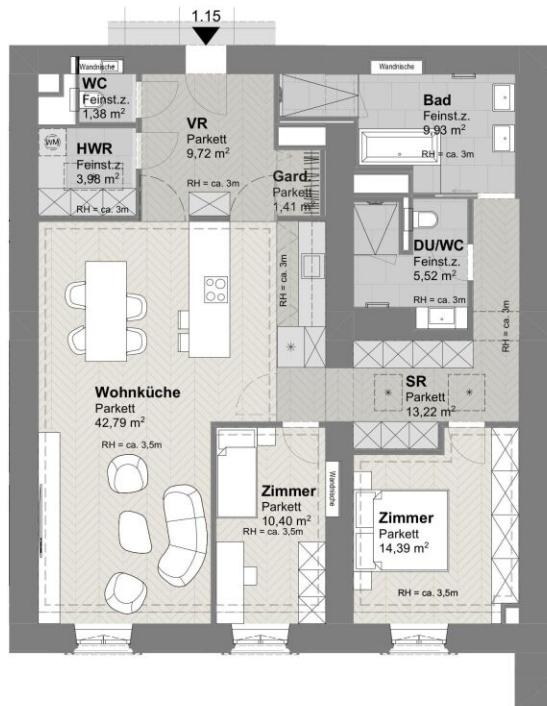 1.15
Wandnische
WC
Feinst.z.
1,38 m²
HWR
Feinst.z.
3,98 m²
WM
RH = ca. 3m
VR
Parkett
9,72 m²
RH = ca. 3m
Gard.
Parkett
1,41 m²
Wandnische
Bad
Feinst.z.
9,93 m²
RH = ca. 3m
DU/WC
Feinst.z.
5,52 m²
RH = ca. 3m
RH = ca. 3m
RH = ca. 3m
SR
Parkett
13,22 m²
Wohnküche
Parkett
42,79 m²
RH = ca. 3,5m
Zimmer
Parkett
10,40 m²
RH = ca. 3,5m
Wandnische
Zimmer
Parkett
14,39 m²
RH = ca. 3,5m